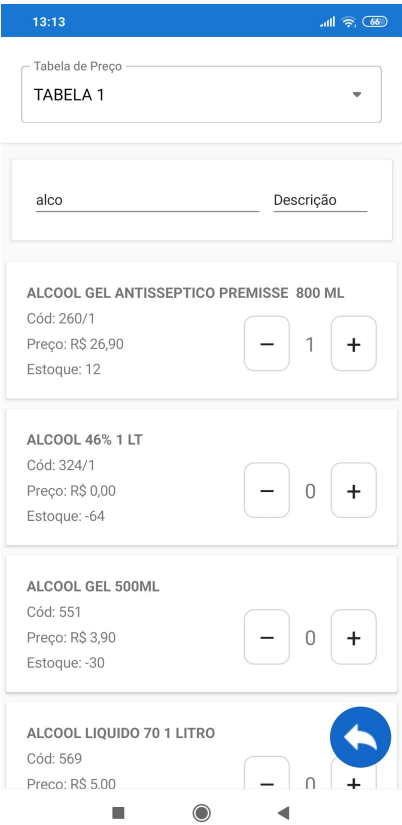 13:13
66
Tabela de Preço
TABELA 1
alco
Descrição
ALCOOL GEL ANTISSEPTICO PREMISSE 800 ML
Cód: 260/1
Preço: R$ 26,90
Estoque: 12
− 1 +
ALCOOL 46% 1 LT
Cód: 324/1
Preço: R$ 0,00
Estoque: -64
− 0 +
ALCOOL GEL 500ML
Cód: 551
Preço: R$ 3,90
Estoque: -30
− 0 +
ALCOOL LIQUIDO 70 1 LITRO
Cód: 569
Preço: R$ 5,00
− 0 +